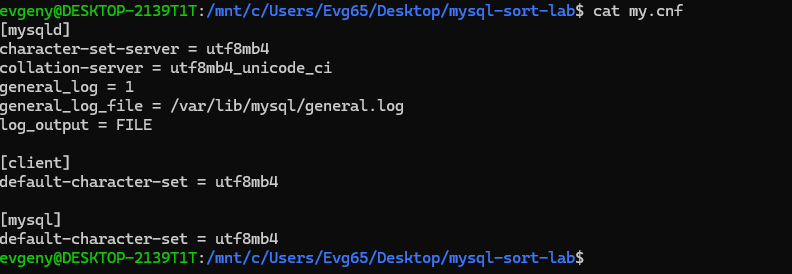 evgeny@DESKTOP-2139T1T:/mnt/c/Users/Evg65/Desktop/mysql-sort-lab$ cat my.cnf
[mysqld]
character-set-server = utf8mb4
collation-server = utf8mb4_unicode_ci
general_log = 1
general_log_file = /var/lib/mysql/general.log
log_output = FILE

[client]
default-character-set = utf8mb4

[mysql]
default-character-set = utf8mb4
evgeny@DESKTOP-2139T1T:/mnt/c/Users/Evg65/Desktop/mysql-sort-lab$